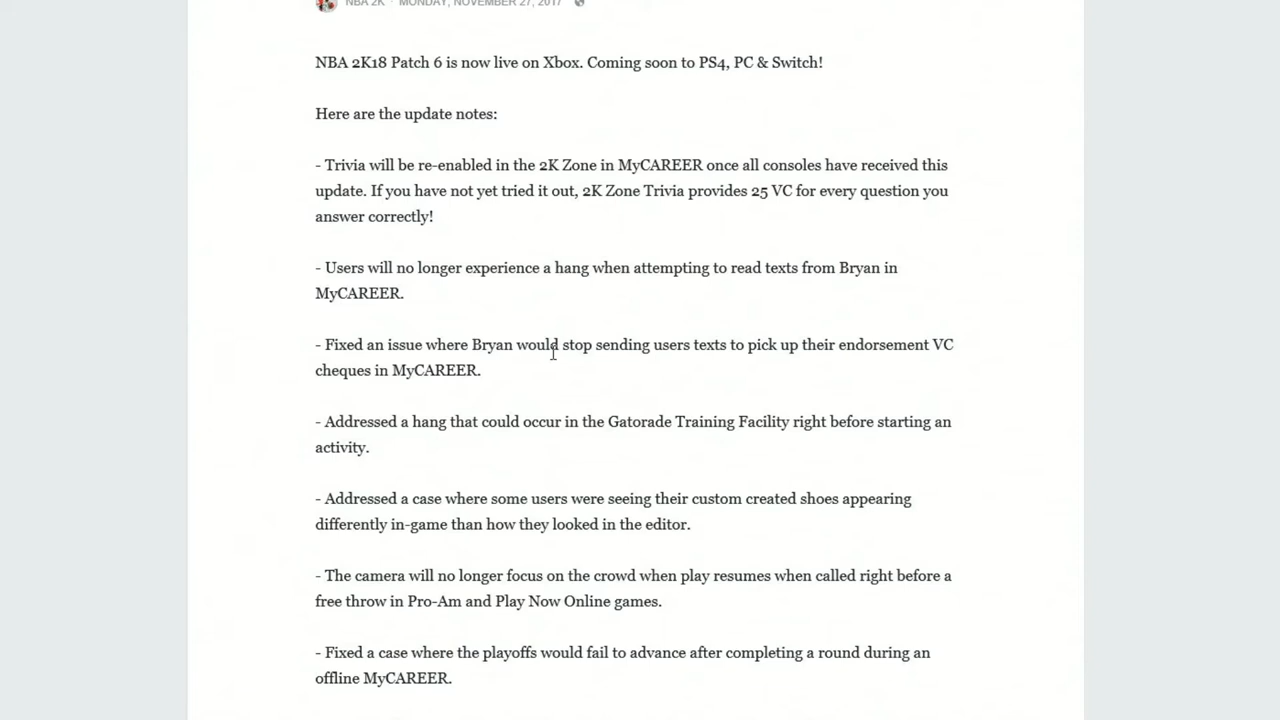 NBA 2K · MONDAY, NOVEMBER 27, 2017
NBA 2K18 Patch 6 is now live on Xbox. Coming soon to PS4, PC & Switch!
Here are the update notes:
- Trivia will be re-enabled in the 2K Zone in MyCAREER once all consoles have received this
update. If you have not yet tried it out, 2K Zone Trivia provides 25 VC for every question you
answer correctly!
- Users will no longer experience a hang when attempting to read texts from Bryan in
MyCAREER.
- Fixed an issue where Bryan would stop sending users texts to pick up their endorsement VC
cheques in MyCAREER.
- Addressed a hang that could occur in the Gatorade Training Facility right before starting an
activity.
- Addressed a case where some users were seeing their custom created shoes appearing
differently in-game than how they looked in the editor.
- The camera will no longer focus on the crowd when play resumes when called right before a
free throw in Pro-Am and Play Now Online games.
- Fixed a case where the playoffs would fail to advance after completing a round during an
offline MyCAREER.